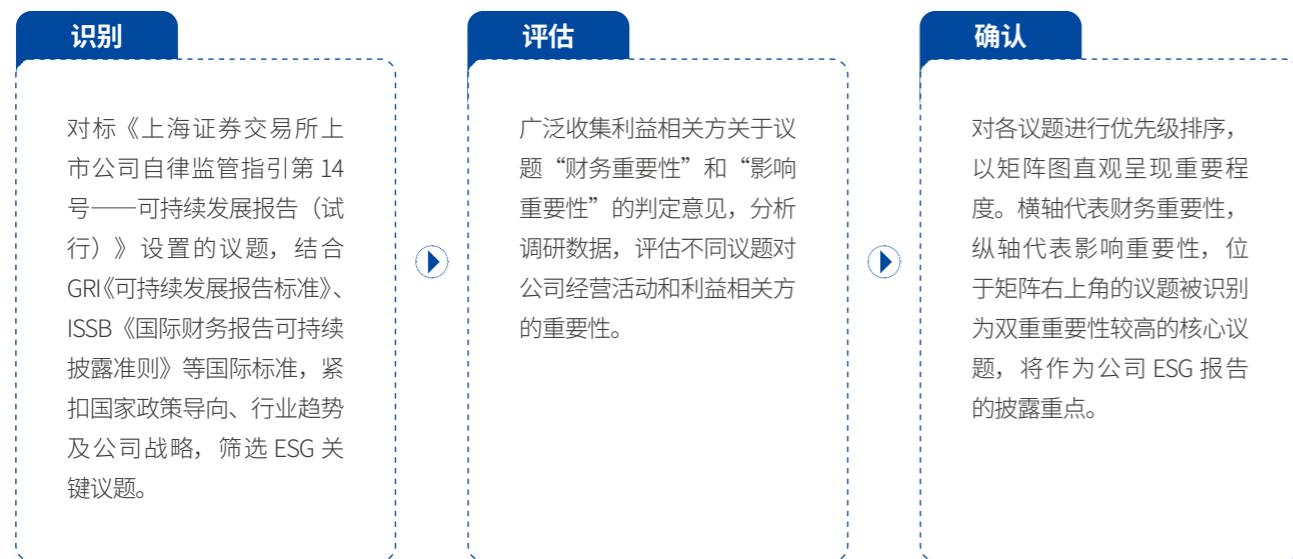 识别
对标《上海证券交易所上
市公司自律监管指引第 14
号——可持续发展报告（试
行）》设置的议题，结合
GRI《可持续发展报告标准》、
ISSB《国际财务报告可持续
披露准则》等国际标准，紧
扣国家政策导向、行业趋势
及公司战略，筛选 ESG 关
键议题。
评估
广泛收集利益相关方关于议
题“财务重要性”和“影响
重要性”的判定意见，分析
调研数据，评估不同议题对
公司经营活动和利益相关方
的重要性。
确认
对各议题进行优先级排序，
以矩阵图直观呈现重要程
度。横轴代表财务重要性，
纵轴代表影响重要性，位
于矩阵右上角的议题被识别
为双重重要性较高的核心议
题，将作为公司 ESG 报告
的披露重点。